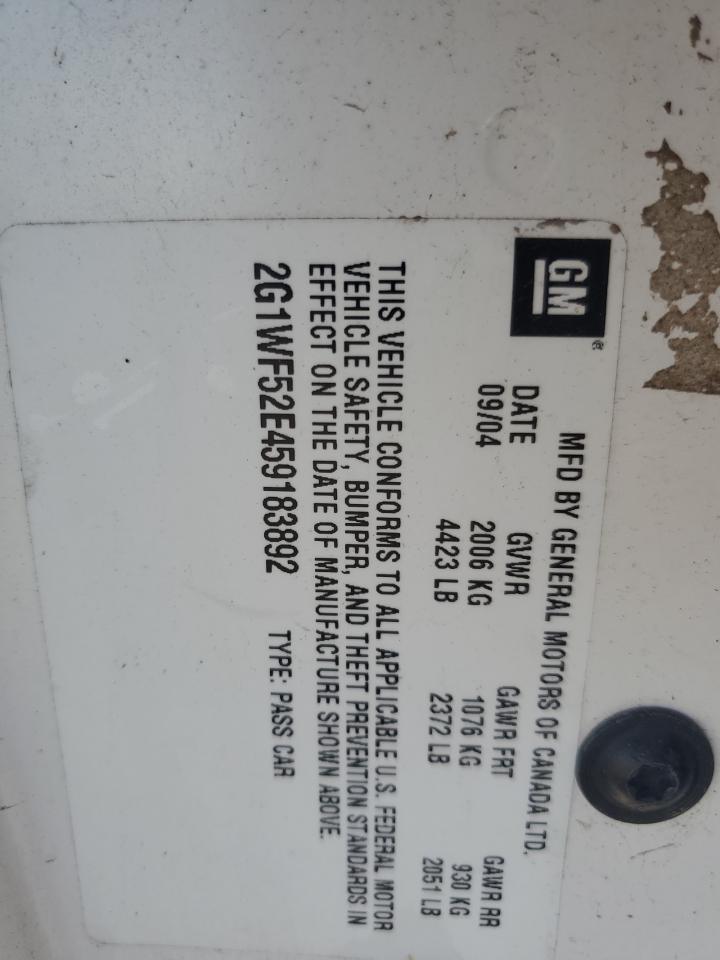 GM®
MFD BY GENERAL MOTORS OF CANADA LTD.
DATE GVWR GAWR FRT GAWR RR
09/04 2006 KG 1076 KG 930 KG
4423 LB 2372 LB 2051 LB
THIS VEHICLE CONFORMS TO ALL APPLICABLE U.S. FEDERAL MOTOR
VEHICLE SAFETY, BUMPER, AND THEFT PREVENTION STANDARDS IN
EFFECT ON THE DATE OF MANUFACTURE SHOWN ABOVE.
2G1WF52E459183892 TYPE: PASS CAR